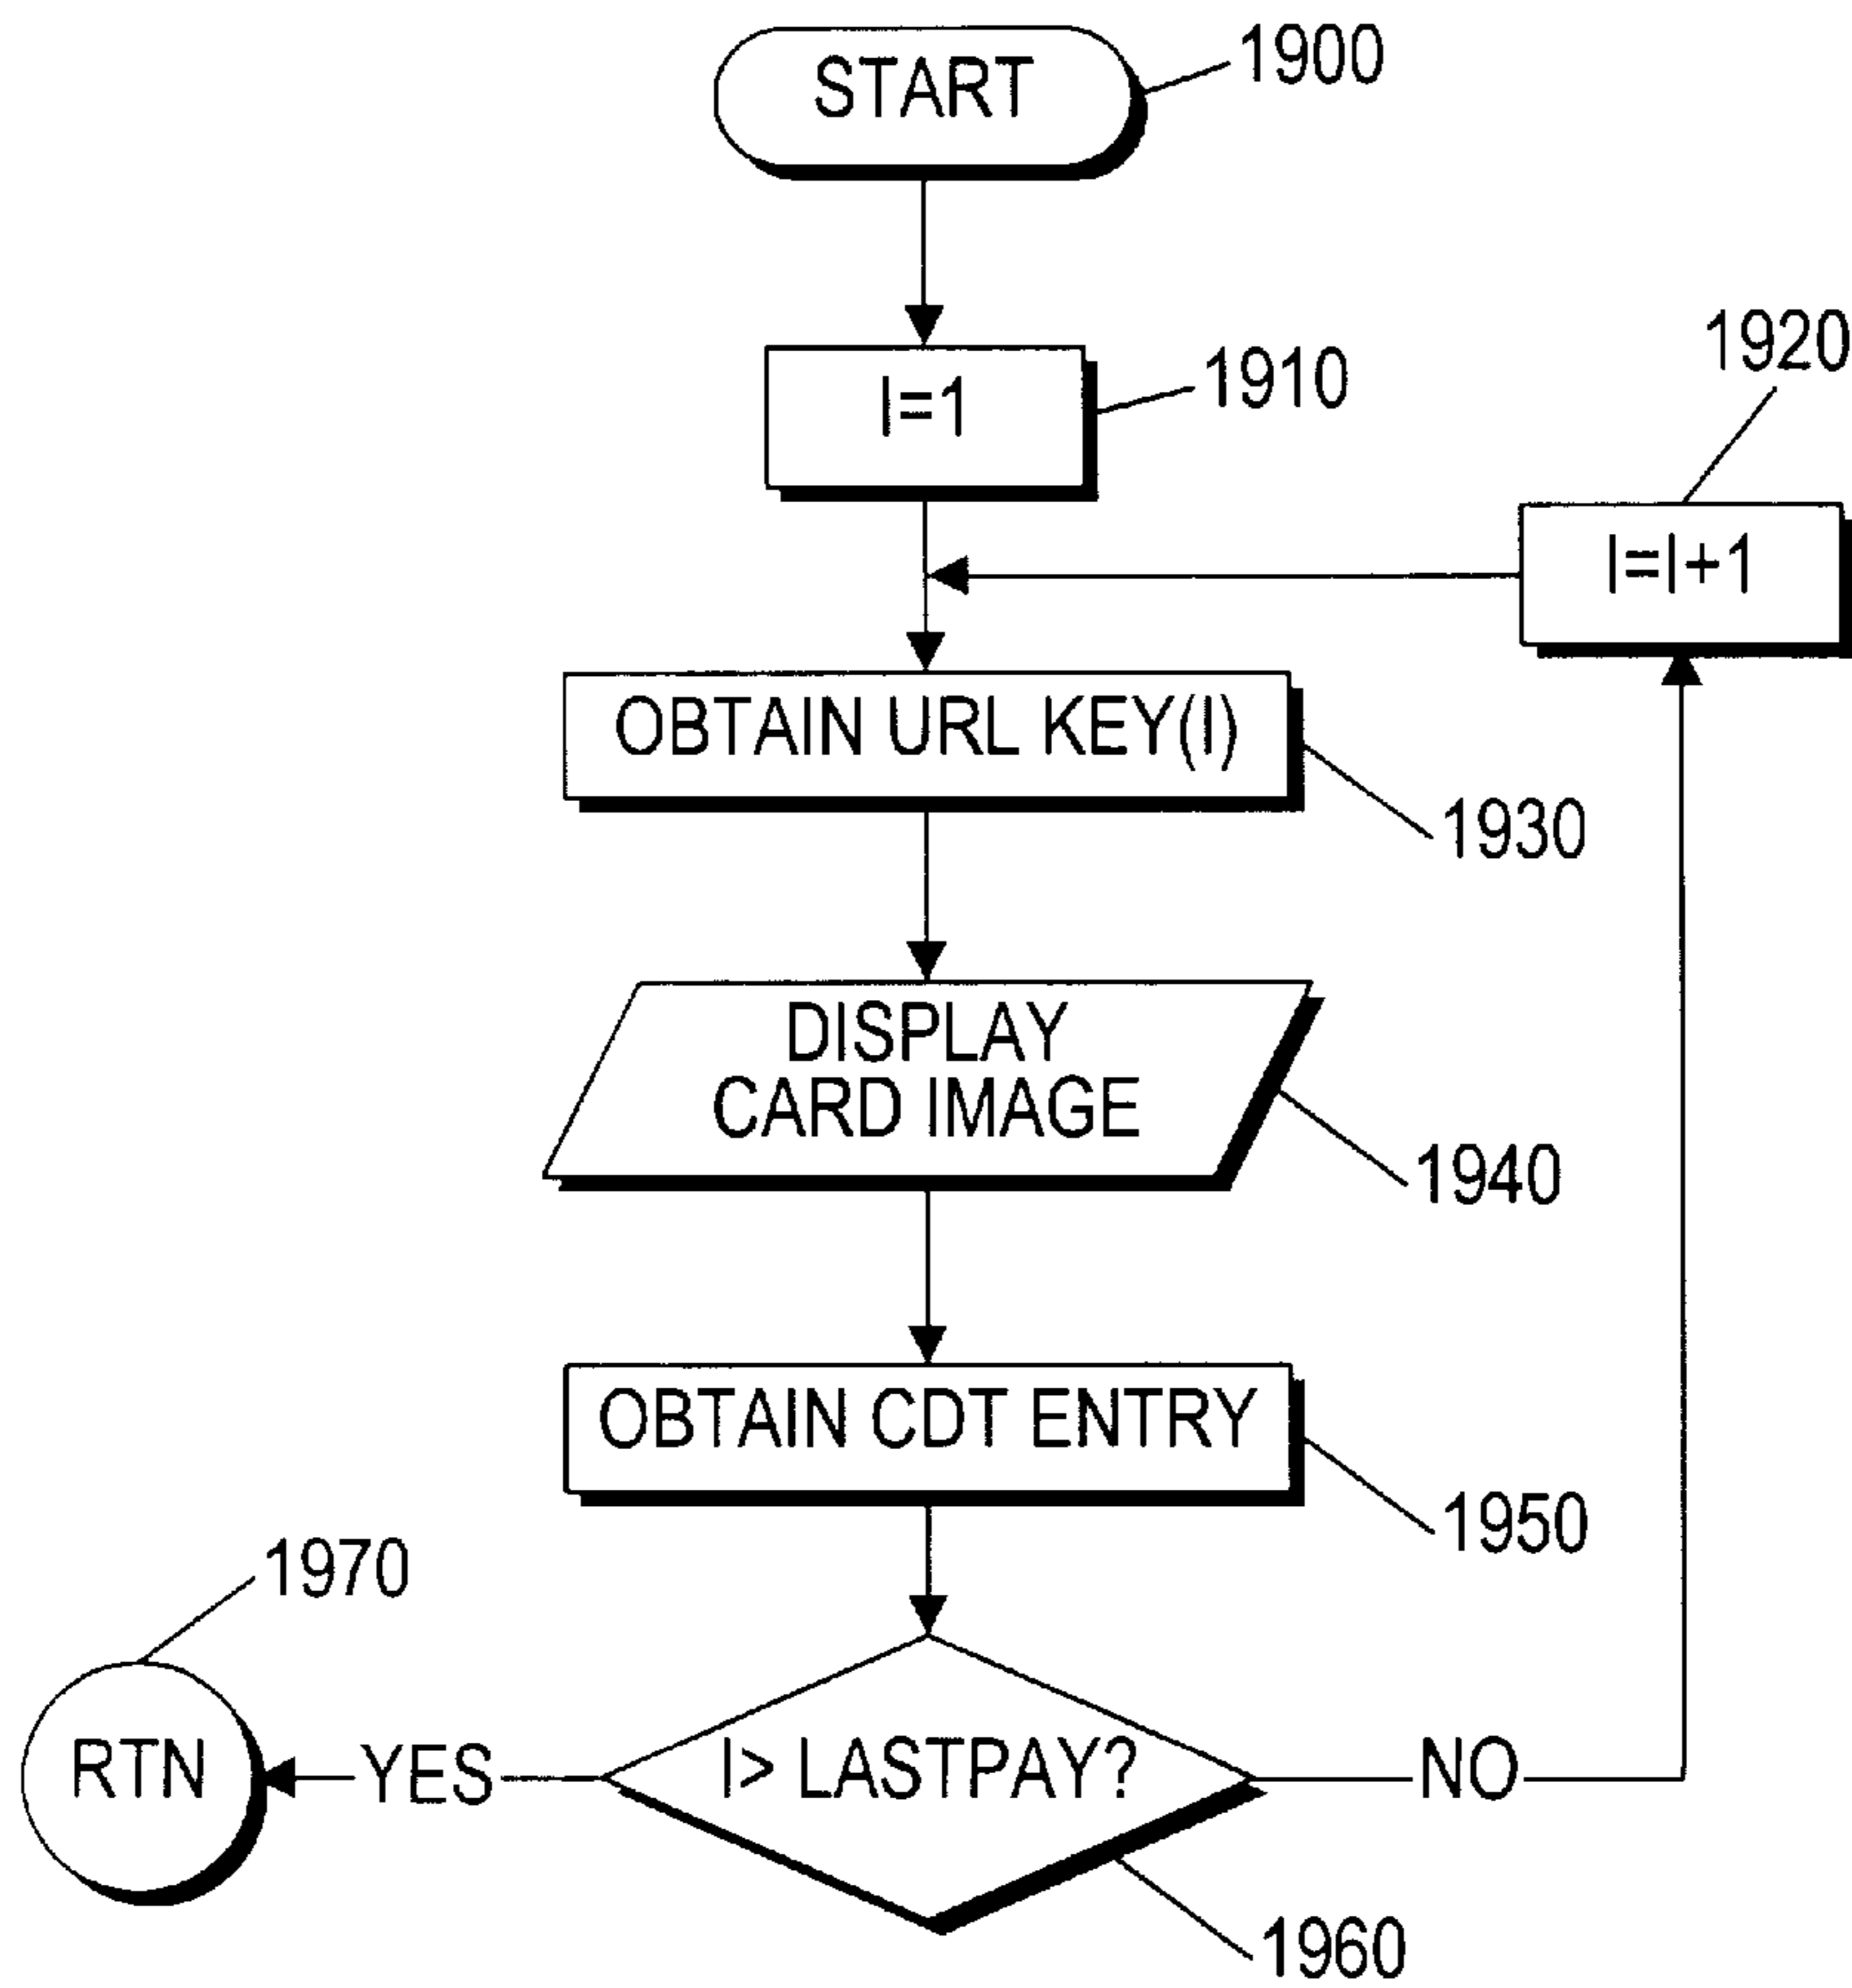 START
1900
I=1
1910
1920
I=I+1
OBTAIN URL KEY(I)
1930
DISPLAY
CARD IMAGE
1940
OBTAIN CDT ENTRY
1950
1970
RTN
YES
I> LASTPAY?
NO
1960